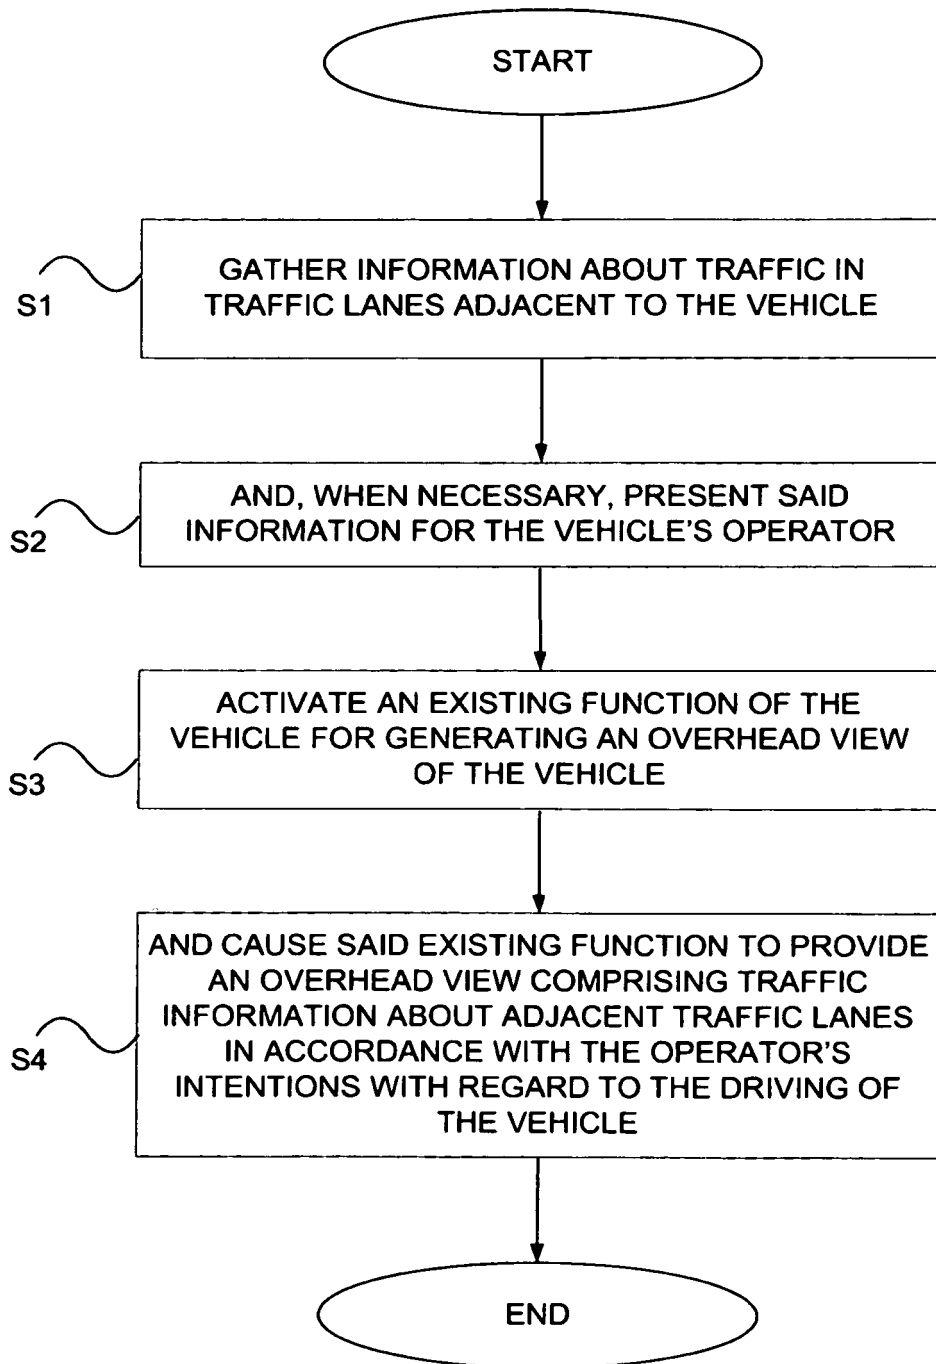 START
GATHER INFORMATION ABOUT TRAFFIC IN
TRAFFIC LANES ADJACENT TO THE VEHICLE
S1
AND, WHEN NECESSARY, PRESENT SAID
INFORMATION FOR THE VEHICLE'S OPERATOR
S2
ACTIVATE AN EXISTING FUNCTION OF THE
VEHICLE FOR GENERATING AN OVERHEAD VIEW
OF THE VEHICLE
S3
AND CAUSE SAID EXISTING FUNCTION TO PROVIDE
AN OVERHEAD VIEW COMPRISING TRAFFIC
INFORMATION ABOUT ADJACENT TRAFFIC LANES
IN ACCORDANCE WITH THE OPERATOR'S
INTENTIONS WITH REGARD TO THE DRIVING OF
THE VEHICLE
S4
END